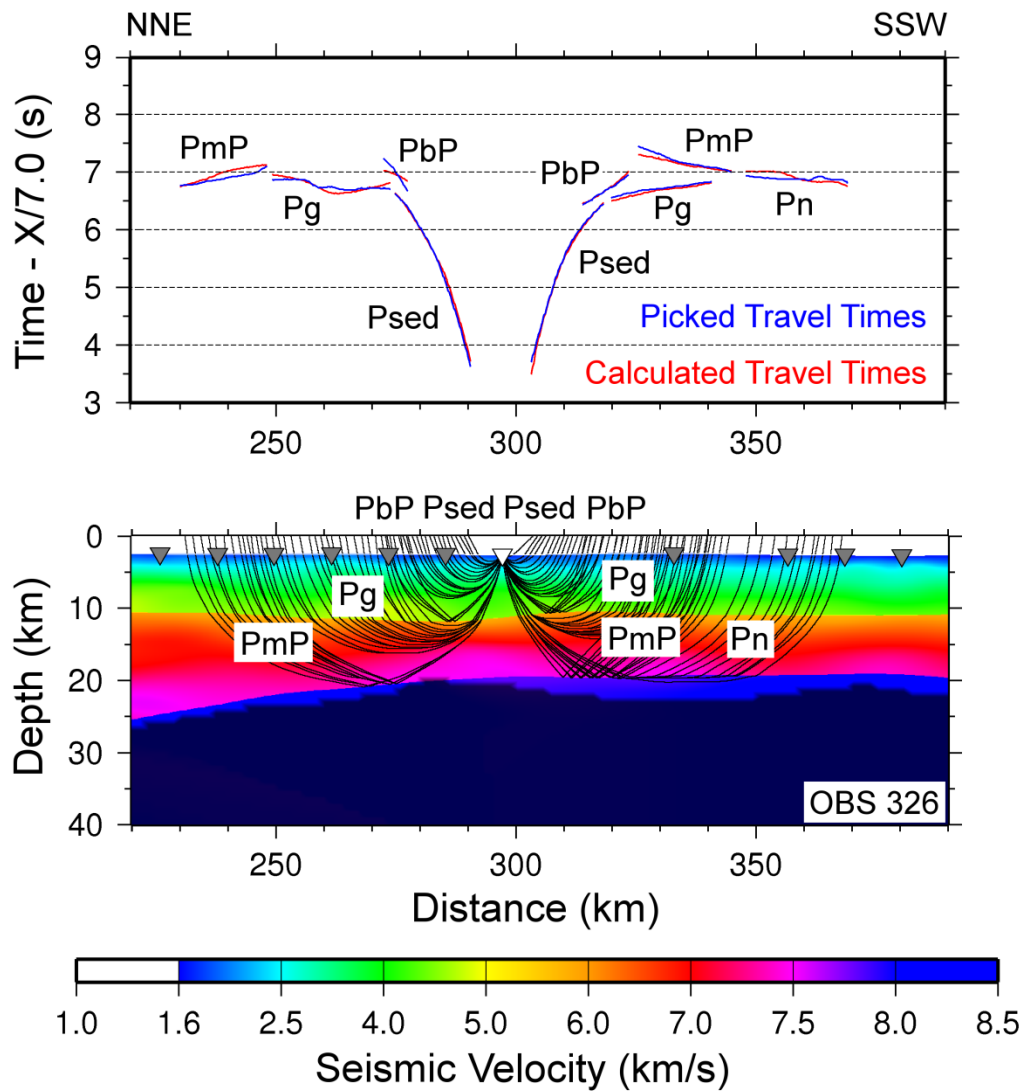 NNE SSW
9
8
7
6
5
4
3
Time - X/7.0 (s)
PmP PbP PmP
PbP
Pg Pg Pn
Psed
Psed
Picked Travel Times
Calculated Travel Times
250 300 350
PbP Psed Psed PbP
0
10
20
30
40
Depth (km)
Pg Pg
PmP PmP Pn
OBS 326
250 300 350
Distance (km)
1.0 1.6 2.5 4.0 5.0 6.0 7.0 7.5 8.0 8.5
Seismic Velocity (km/s)